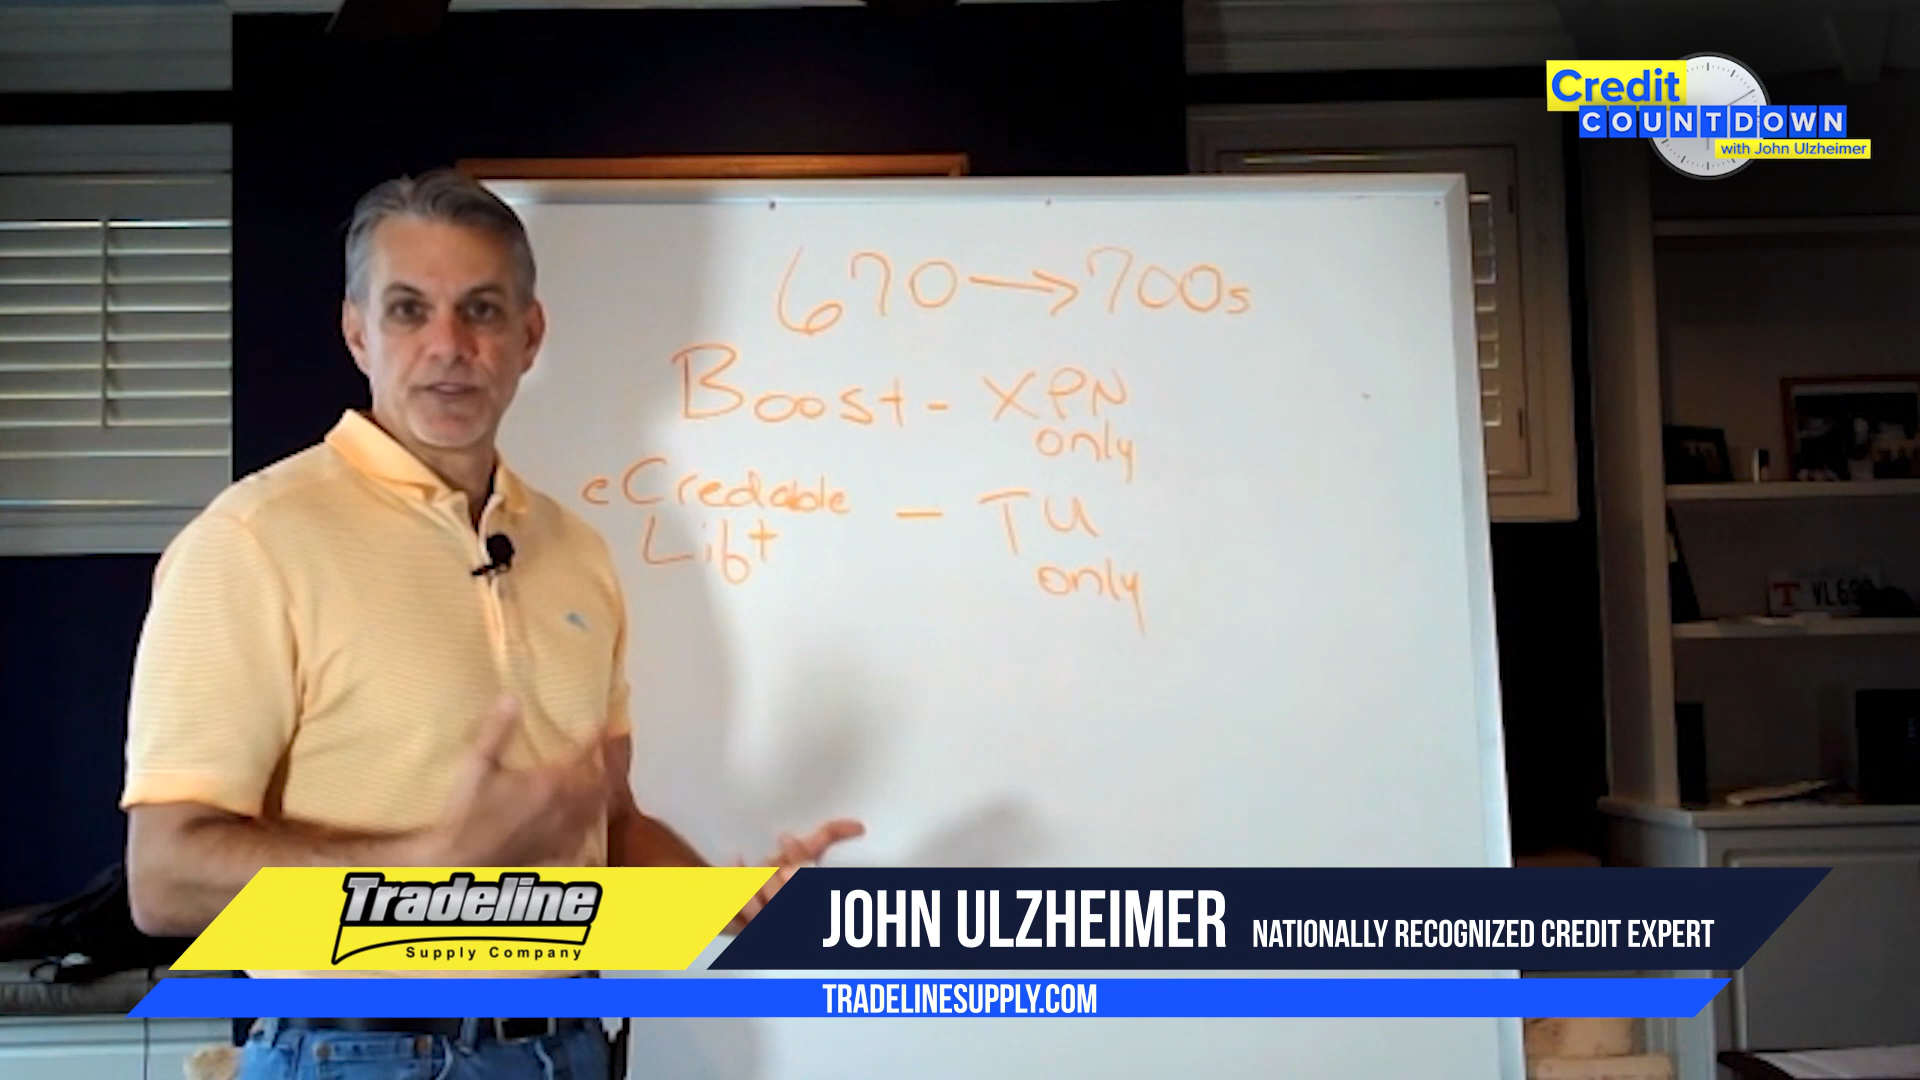 Credit
COUNTDOWN
with John Ulzheimer
670 → 700s
Boost - XPN
only
eCredable
Lift - TU
only
T VL69
Tradeline
Supply Company
JOHN ULZHEIMER NATIONALLY RECOGNIZED CREDIT EXPERT
TRADELINESUPPLY.COM